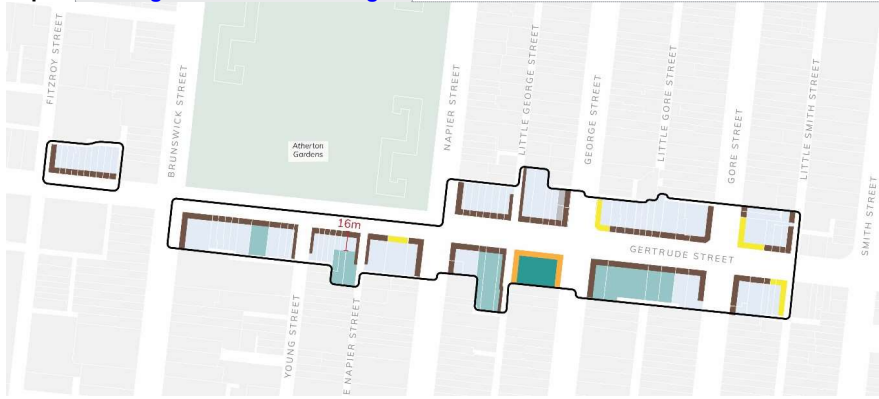 FITZROY STREET
BRUNSWICK STREET
Atherton
Gardens
NAPIER STREET
LITTLE GEORGE STREET
GEORGE STREET
LITTLE GORE STREET
GORE STREET
LITTLE SMITH STREET
SMITH STREET
16m
GERTRUDE STREET
YOUNG STREET
E NAPIER STREET